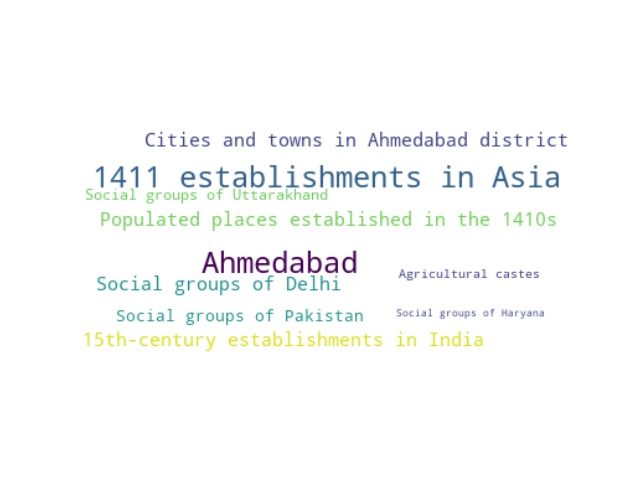 Cities and towns in Ahmedabad district
1411 establishments in Asia
Social groups of Uttarakhand
Populated places established in the 1410s
Ahmedabad
Agricultural castes
Social groups of Delhi
Social groups of Pakistan
Social groups of Haryana
15th-century establishments in India